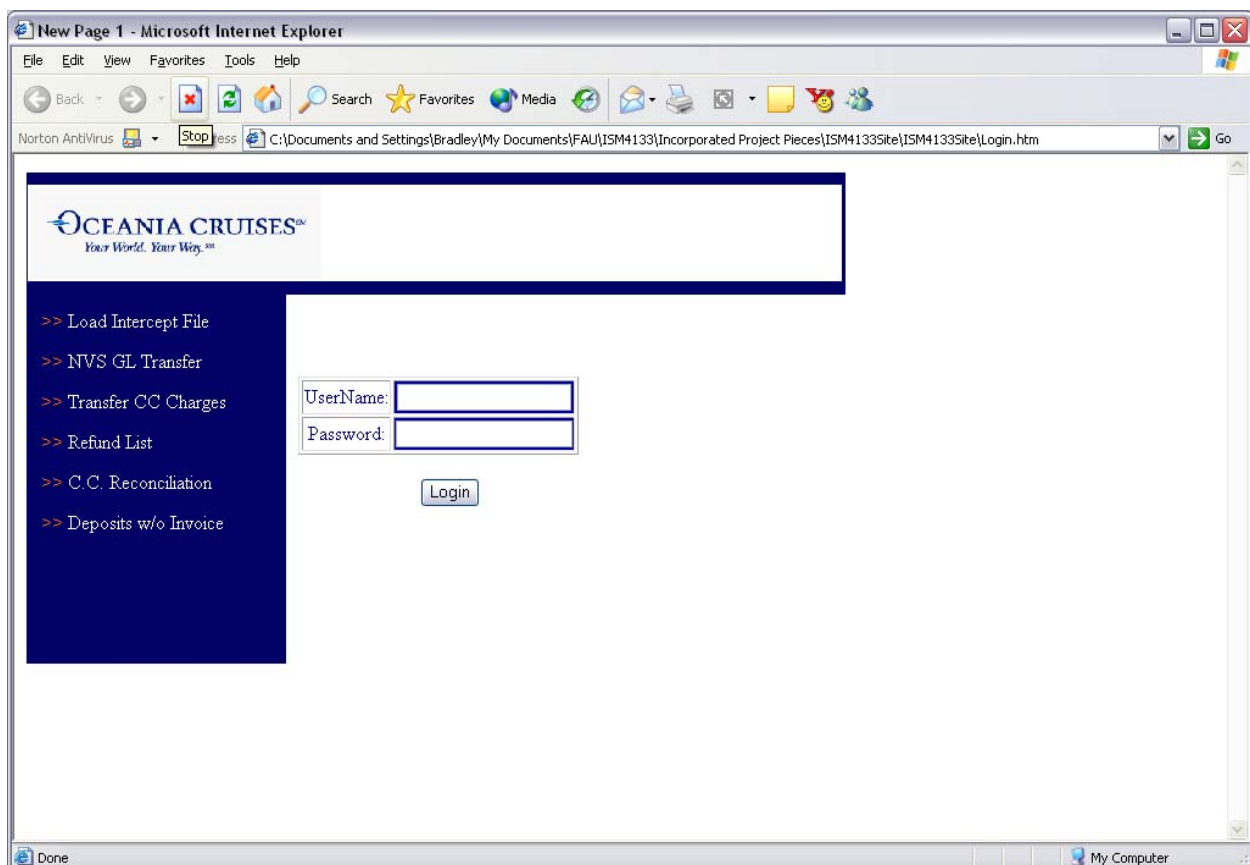 New Page 1 - Microsoft Internet Explorer
File Edit View Favorites Tools Help
Back Search Favorites Media
Norton AntiVirus Stop ess C:\Documents and Settings\Bradley\My Documents\FAU\ISM4133\Incorporated Project Pieces\ISM4133Site\ISM4133Site\Login.htm Go
OCEANIA CRUISES℠
Your World. Your Way.℠
>> Load Intercept File
>> NVS GL Transfer
>> Transfer CC Charges
>> Refund List
>> C.C. Reconciliation
>> Deposits w/o Invoice
UserName:
Password:
Login
Done My Computer